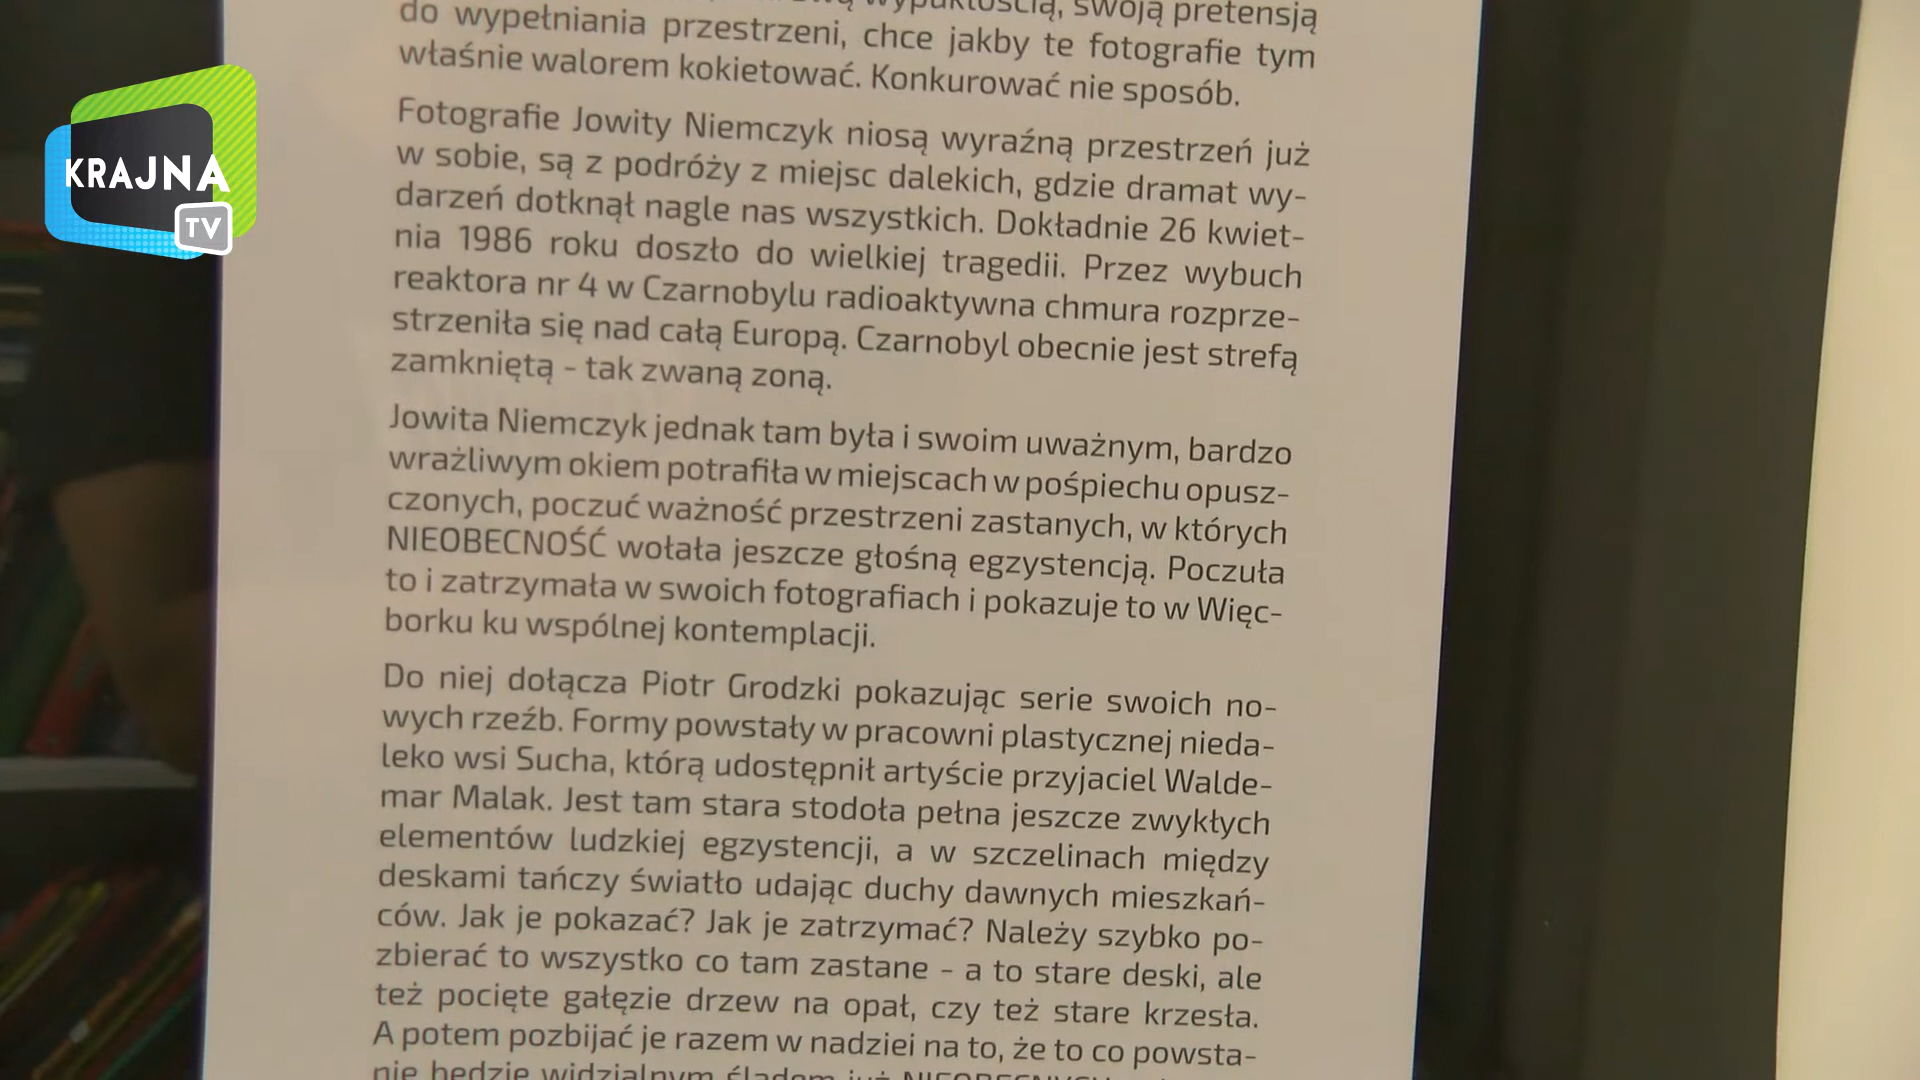 wypukłością, swoją pretensją
do wypełniania przestrzeni, chce jakby te fotografie tym
właśnie walorem kokietować. Konkurować nie sposób.
Fotografie Jowity Niemczyk niosą wyraźną przestrzeń już
w sobie, są z podróży z miejsc dalekich, gdzie dramat wy-
darzeń dotknął nagle nas wszystkich. Dokładnie 26 kwiet-
nia 1986 roku doszło do wielkiej tragedii. Przez wybuch
reaktora nr 4 w Czarnobylu radioaktywna chmura rozprze-
strzeniła się nad całą Europą. Czarnobyl obecnie jest strefą
zamkniętą - tak zwaną zoną.
Jowita Niemczyk jednak tam była i swoim uważnym, bardzo
wrażliwym okiem potrafiła w miejscach w pośpiechu opusz-
czonych, poczuć ważność przestrzeni zastanych, w których
NIEOBECNOŚĆ wołała jeszcze głośną egzystencją. Poczuła
to i zatrzymała w swoich fotografiach i pokazuje to w Więc-
borku ku wspólnej kontemplacji.
Do niej dołącza Piotr Grodzki pokazując serie swoich no-
wych rzeźb. Formy powstały w pracowni plastycznej nieda-
leko wsi Sucha, którą udostępnił artyście przyjaciel Walde-
mar Malak. Jest tam stara stodoła pełna jeszcze zwykłych
elementów ludzkiej egzystencji, a w szczelinach między
deskami tańczy światło udając duchy dawnych mieszkań-
ców. Jak je pokazać? Jak je zatrzymać? Należy szybko po-
zbierać to wszystko co tam zastane - a to stare deski, ale
też pocięte gałęzie drzew na opał, czy też stare krzesła.
A potem pozbijać je razem w nadziei na to, że to co powsta-
nie będzie widzialnym śladem już
KRAJNA
TV